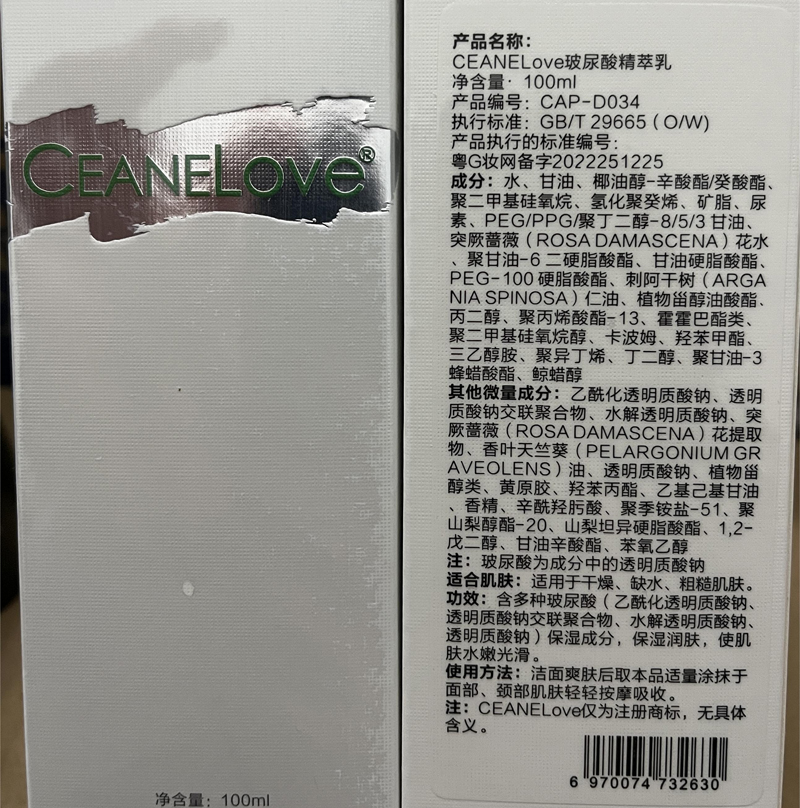 CEANELOVE®
净含量：100ml
产品名称：
CEANELove玻尿酸精萃乳
净含量· 100ml
产品编号：CAP-D034
执行标准：GB/T 29665（O/W）
产品执行的标准编号：
粤G妆网备字2022251225
成分：水、甘油、椰油醇-辛酸酯/癸酸酯、
聚二甲基硅氧烷、氢化聚癸烯、矿脂、尿
素、PEG/PPG/聚丁二醇-8/5/3 甘油、
突厥蔷薇（ROSA DAMASCENA）花水
、聚甘油-6 二硬脂酸酯、甘油硬脂酸酯、
PEG-100 硬脂酸酯、刺阿干树（ARGA
NIA SPINOSA）仁油、植物甾醇油酸酯、
丙二醇、聚丙烯酸酯-13、霍霍巴酯类、
聚二甲基硅氧烷醇、卡波姆、羟苯甲酯、
三乙醇胺、聚异丁烯、丁二醇、聚甘油-3
蜂蜡酸酯、鲸蜡醇
其他微量成分：乙酰化透明质酸钠、透明
质酸钠交联聚合物、水解透明质酸钠、突
厥蔷薇（ROSA DAMASCENA）花提取
物、香叶天竺葵（PELARGONIUM GR
AVEOLENS）油、透明质酸钠、植物甾
醇类、黄原胶、羟苯丙酯、乙基己基甘油
、香精、辛酰羟肟酸、聚季铵盐-51、聚
山梨醇酯-20、山梨坦异硬脂酸酯、1,2-
戊二醇、甘油辛酸酯、苯氧乙醇
注：玻尿酸为成分中的透明质酸钠
适合肌肤：适用于干燥、缺水、粗糙肌肤。
功效：含多种玻尿酸（乙酰化透明质酸钠、
透明质酸钠交联聚合物、水解透明质酸钠、
透明质酸钠）保湿成分，保湿润肤，使肌
肤水嫩光滑。
使用方法：洁面爽肤后取本品适量涂抹于
面部、颈部肌肤轻轻按摩吸收。
注：CEANELove仅为注册商标，无具体
含义。
6 970074 732630